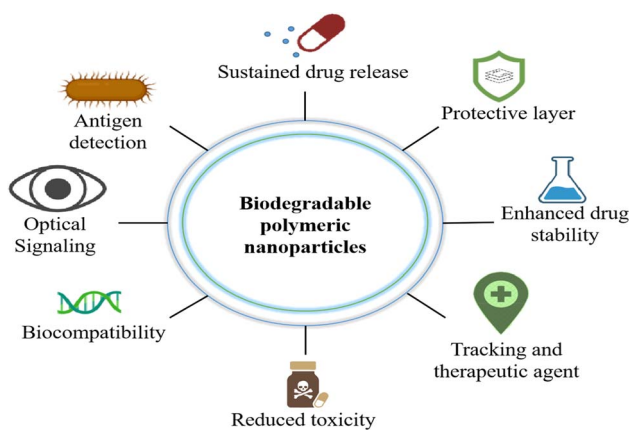 Sustained drug release
Protective layer
Enhanced drug
stability
Tracking and
therapeutic agent
Reduced toxicity
Biocompatibility
Optical
Signaling
Antigen
detection
Biodegradable
polymeric
nanoparticles